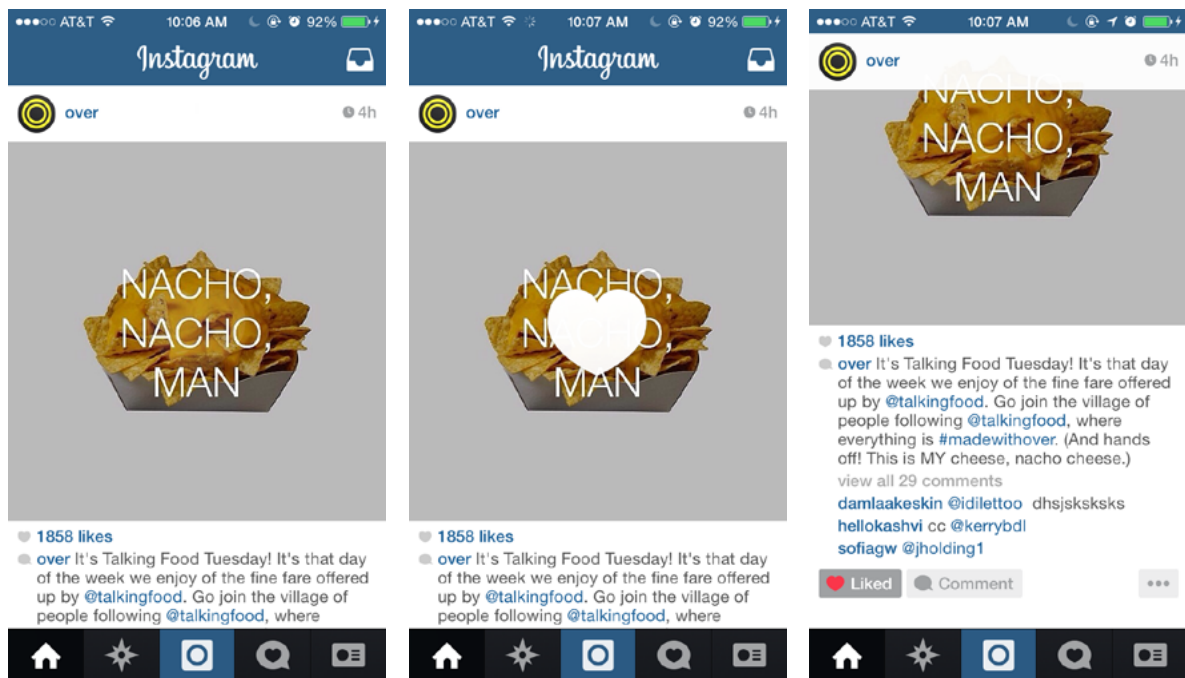 AT&T 10:06 AM 92%
Instagram
over 4h
NACHO,
NACHO,
MAN
1858 likes
over It's Talking Food Tuesday! It's that day
of the week we enjoy of the fine fare offered
up by @talkingfood. Go join the village of
people following @talkingfood, where
AT&T 10:07 AM 92%
Instagram
over 4h
NACHO,
NACHO,
MAN
1858 likes
over It's Talking Food Tuesday! It's that day
of the week we enjoy of the fine fare offered
up by @talkingfood. Go join the village of
people following @talkingfood, where
AT&T 10:07 AM
over 4h
NACHO,
NACHO,
MAN
1858 likes
over It's Talking Food Tuesday! It's that day
of the week we enjoy of the fine fare offered
up by @talkingfood. Go join the village of
people following @talkingfood, where
everything is #madewithover. (And hands
off! This is MY cheese, nacho cheese.)
view all 29 comments
damlaakeskin @idilettoo dhsjsksksks
hellokashvi cc @kerrybdl
sofiagw @jholding1
Liked Comment